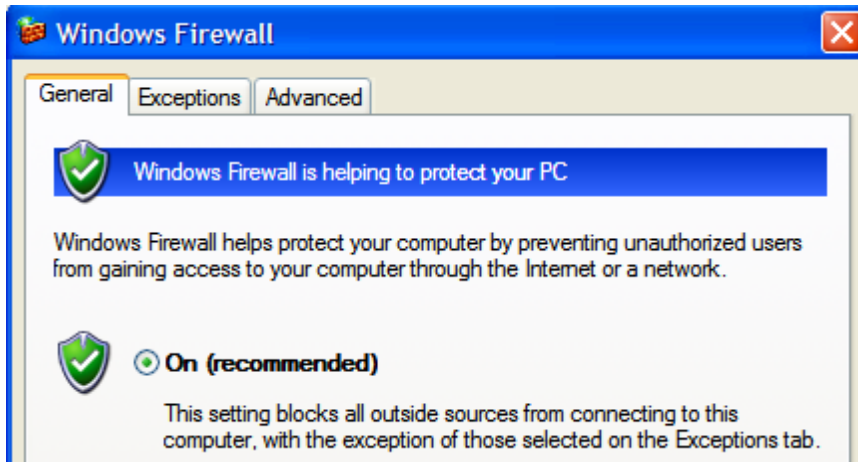 Windows Firewall
General Exceptions Advanced
Windows Firewall is helping to protect your PC
Windows Firewall helps protect your computer by preventing unauthorized users
from gaining access to your computer through the Internet or a network.
On (recommended)
This setting blocks all outside sources from connecting to this
computer, with the exception of those selected on the Exceptions tab.